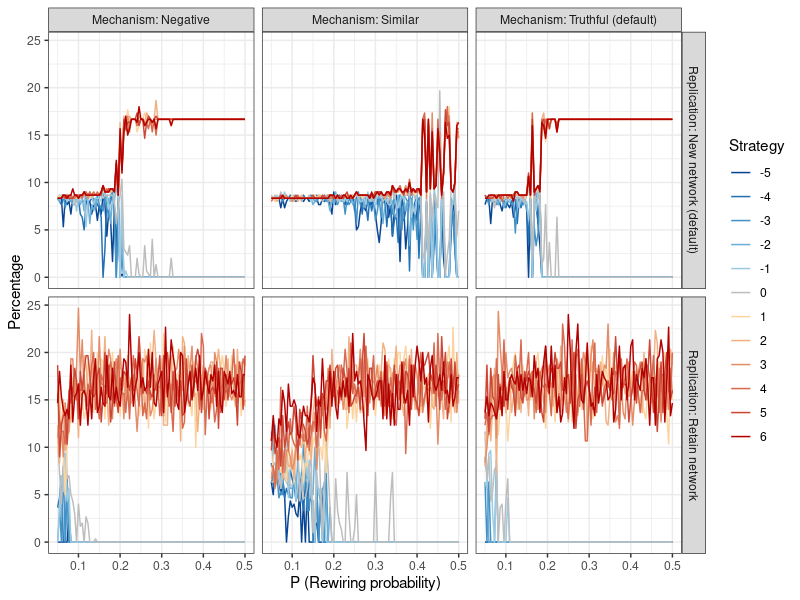 Mechanism: Negative
Mechanism: Similar
Mechanism: Truthful (default)
25
20
15
10
5
0
Replication: New network (default)
25
20
15
10
5
0
Replication: Retain network
Percentage
0.1 0.2 0.3 0.4 0.5
0.1 0.2 0.3 0.4 0.5
0.1 0.2 0.3 0.4 0.5
P (Rewiring probability)
Strategy
-5
-4
-3
-2
-1
0
1
2
3
4
5
6